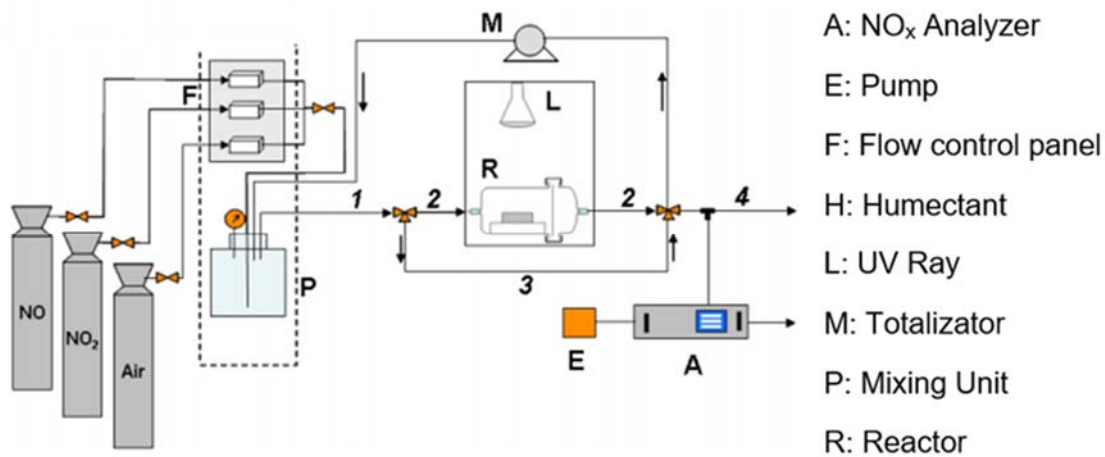 M
A: NOₓ Analyzer
E: Pump
F
L
F: Flow control panel
R
H: Humectant
1
2
2
4
L: UV Ray
P
3
M: Totalizator
NO
NO₂
Air
E
A
P: Mixing Unit
R: Reactor